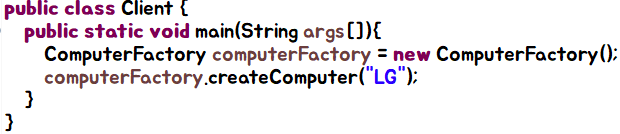 public class Client {
public static void main(String args[]){
ComputerFactory computerFactory = new ComputerFactory();
computerFactory.createComputer("LG");
}
}